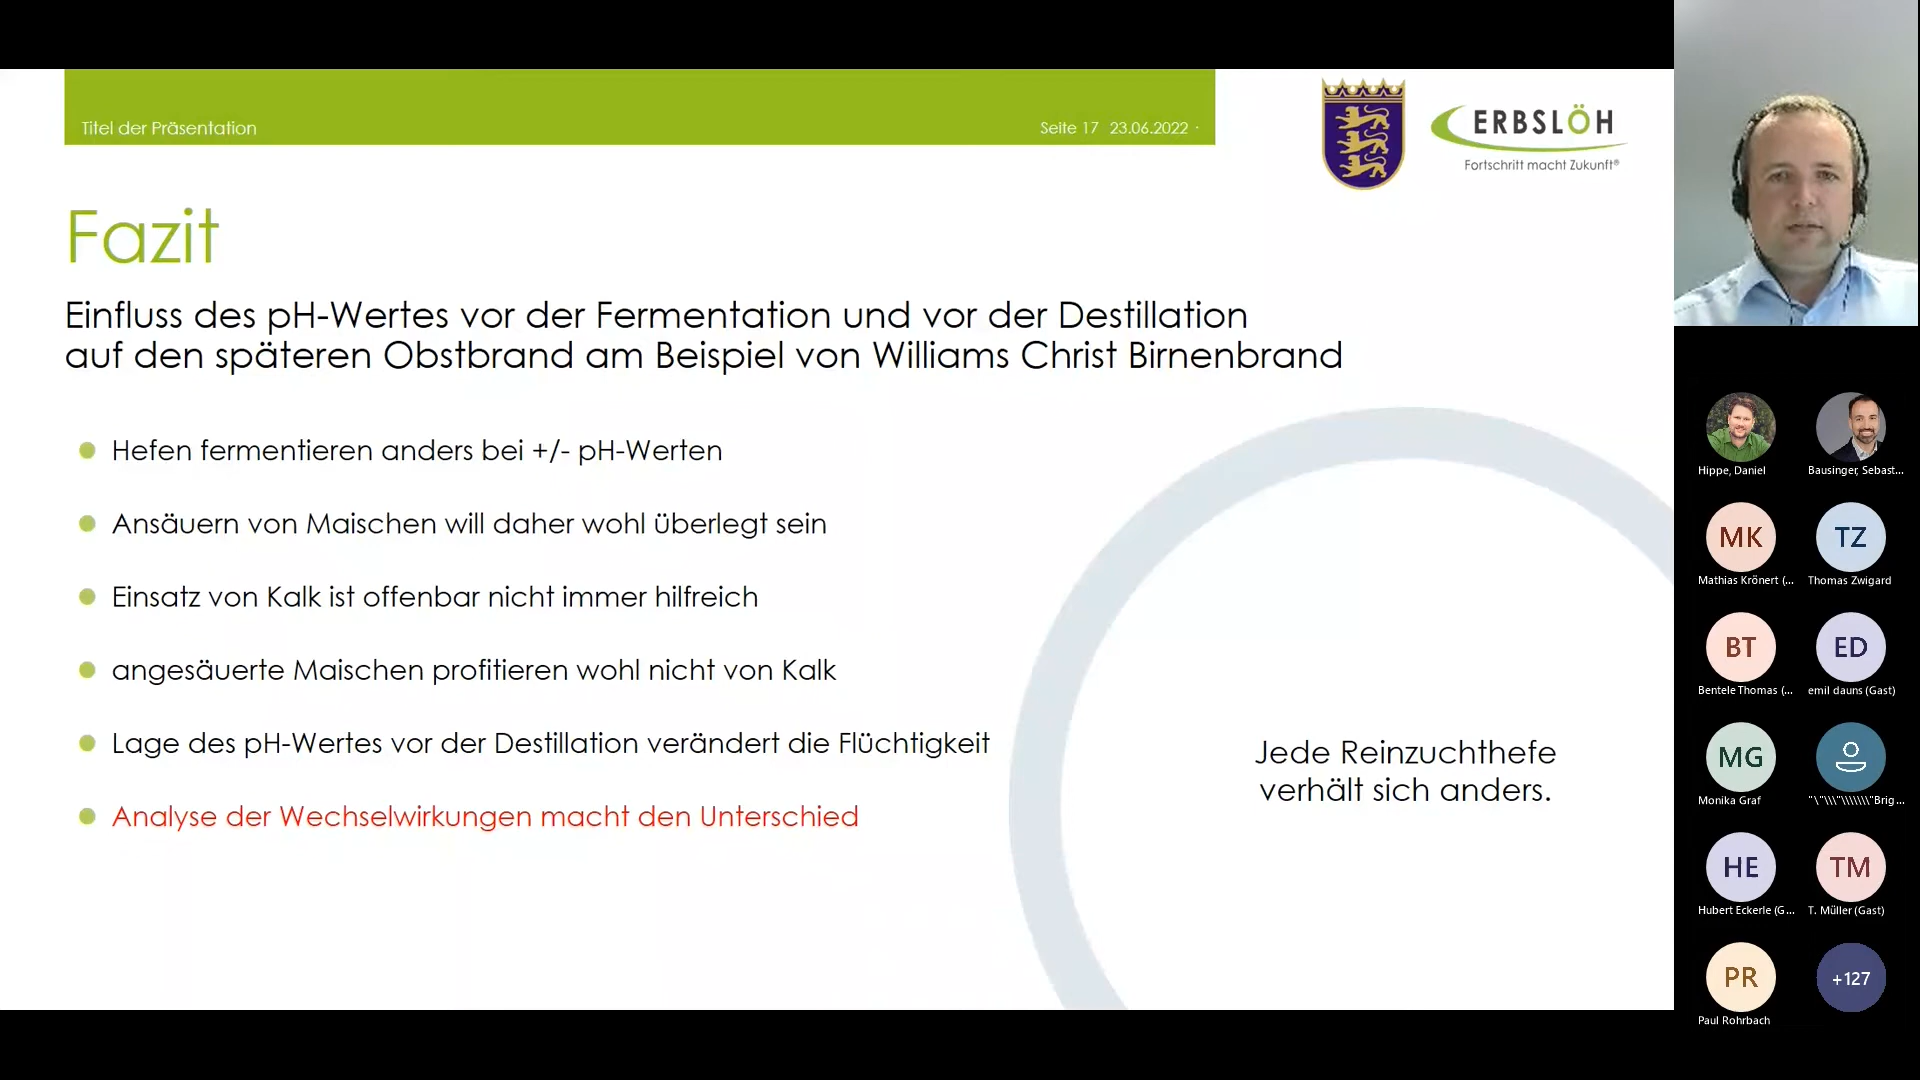 Titel der Präsentation
Seite 17 23.06.2022 ·
ERBSLÖH
Fortschritt macht Zukunft®
Fazit
Einfluss des pH-Wertes vor der Fermentation und vor der Destillation
auf den späteren Obstbrand am Beispiel von Williams Christ Birnenbrand
Hefen fermentieren anders bei +/- pH-Werten
Ansäuern von Maischen will daher wohl überlegt sein
Einsatz von Kalk ist offenbar nicht immer hilfreich
angesäuerte Maischen profitieren wohl nicht von Kalk
Lage des pH-Wertes vor der Destillation verändert die Flüchtigkeit
Analyse der Wechselwirkungen macht den Unterschied
Jede Reinzuchthefe
verhält sich anders.
Hippe, Daniel
Bausinger, Sebast...
MK
Mathias Krönert (...
TZ
Thomas Zwigard
BT
Bentele Thomas (...
ED
emil dauns (Gast)
MG
Monika Graf
"\"\\\"\\\\\\\"Brig...
HE
Hubert Eckerle (G...
TM
T. Müller (Gast)
PR
Paul Rohrbach
+127